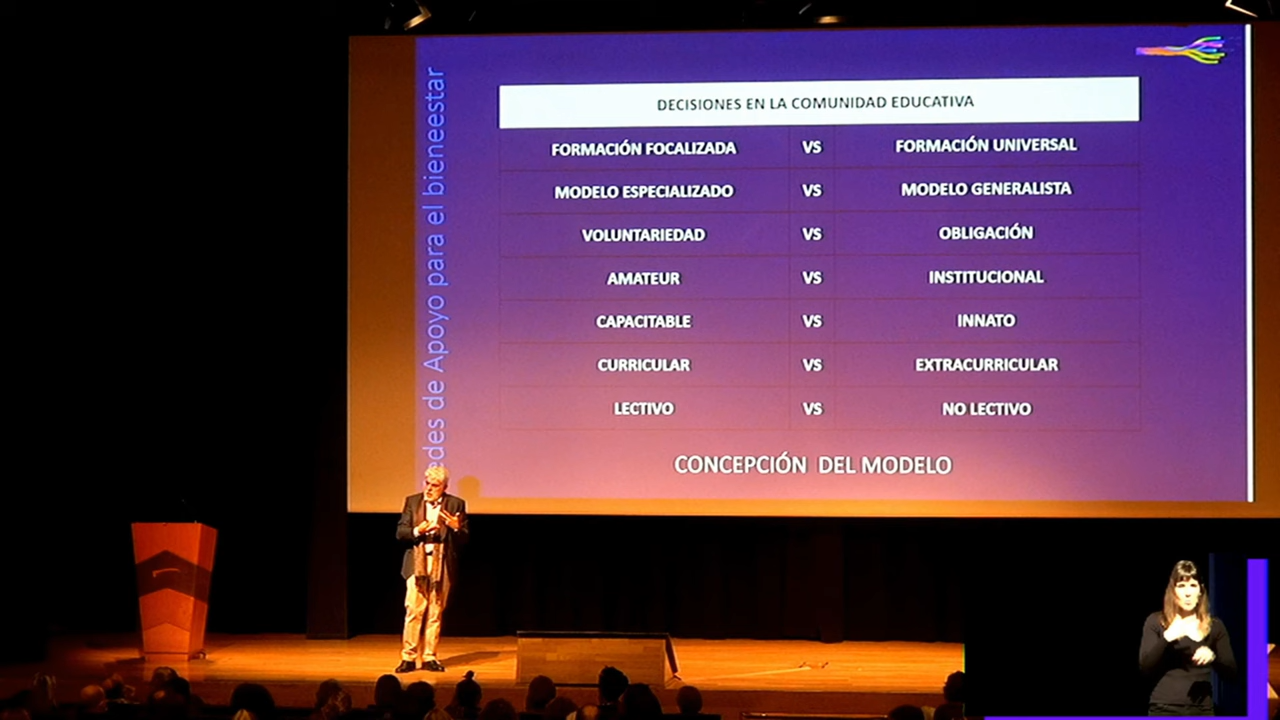 edes de Apoyo para el bieneestar
DECISIONES EN LA COMUNIDAD EDUCATIVA
FORMACIÓN FOCALIZADA VS FORMACIÓN UNIVERSAL
MODELO ESPECIALIZADO VS MODELO GENERALISTA
VOLUNTARIEDAD VS OBLIGACIÓN
AMATEUR VS INSTITUCIONAL
CAPACITABLE VS INNATO
CURRICULAR VS EXTRACURRICULAR
LECTIVO VS NO LECTIVO
CONCEPCIÓN DEL MODELO